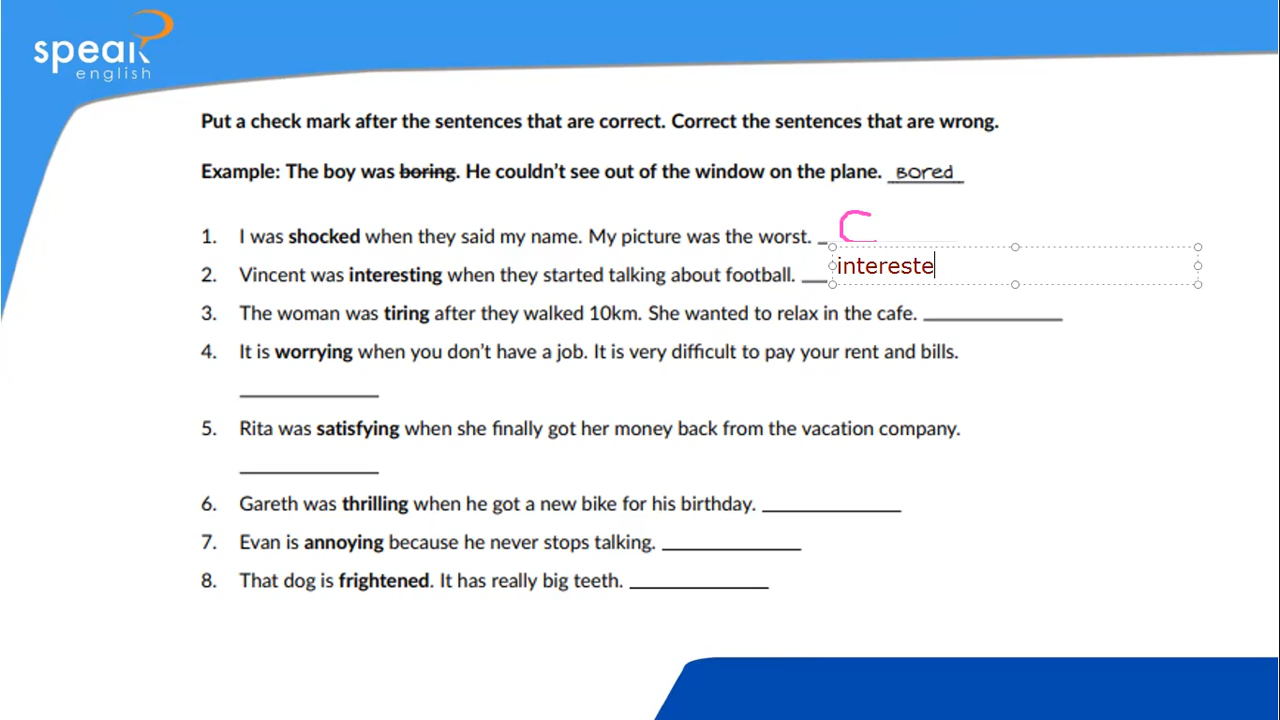 speak
english
Put a check mark after the sentences that are correct. Correct the sentences that are wrong.
Example: The boy was boring. He couldn't see out of the window on the plane. Bored
1. I was shocked when they said my name. My picture was the worst. C
2. Vincent was interesting when they started talking about football. intereste
3. The woman was tiring after they walked 10km. She wanted to relax in the cafe.
4. It is worrying when you don't have a job. It is very difficult to pay your rent and bills.
5. Rita was satisfying when she finally got her money back from the vacation company.
6. Gareth was thrilling when he got a new bike for his birthday.
7. Evan is annoying because he never stops talking.
8. That dog is frightened. It has really big teeth.